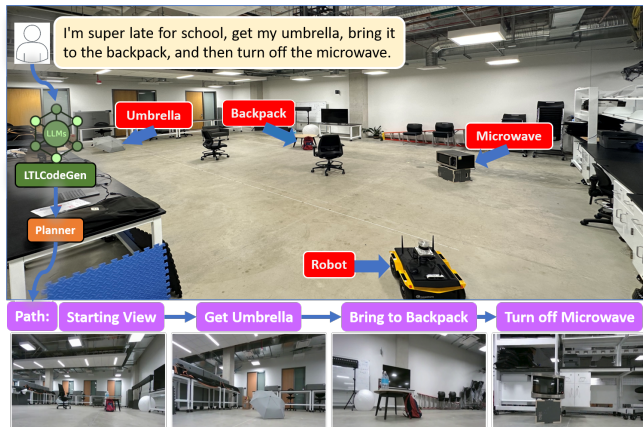 I'm super late for school, get my umbrella, bring it
to the backpack, and then turn off the microwave.
Umbrella
Backpack
Microwave
LLMs
LTLCodeGen
Planner
Robot
Path:
Starting View
Get Umbrella
Bring to Backpack
Turn off Microwave